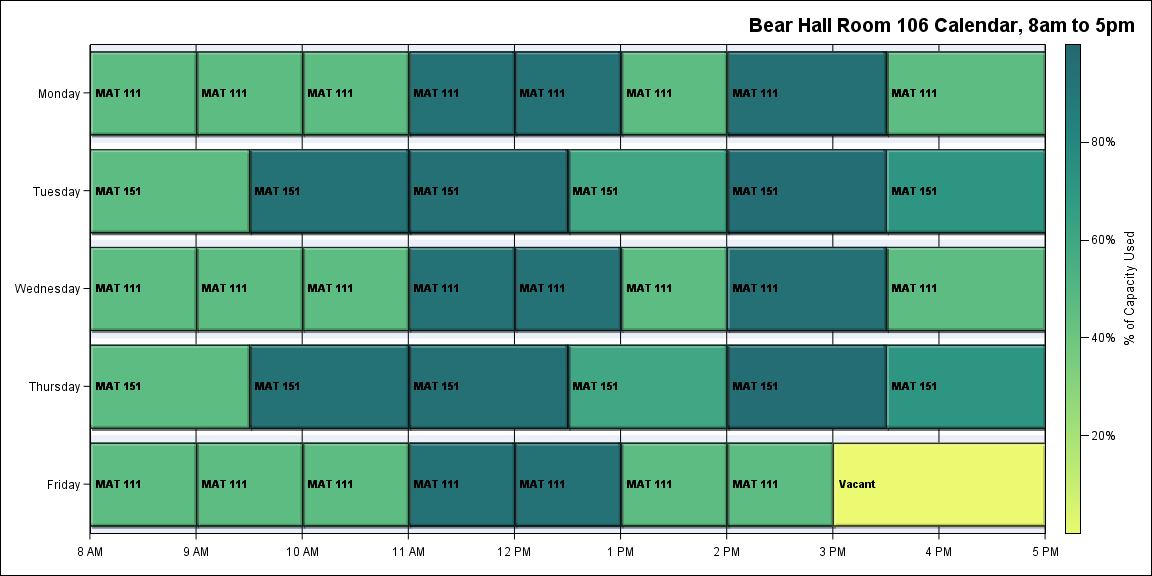 Bear Hall Room 106 Calendar, 8am to 5pm
Monday
MAT 111
MAT 111
MAT 111
MAT 111
MAT 111
MAT 111
MAT 111
MAT 111
Tuesday
MAT 151
MAT 151
MAT 151
MAT 151
MAT 151
MAT 151
Wednesday
MAT 111
MAT 111
MAT 111
MAT 111
MAT 111
MAT 111
MAT 111
MAT 111
Thursday
MAT 151
MAT 151
MAT 151
MAT 151
MAT 151
MAT 151
Friday
MAT 111
MAT 111
MAT 111
MAT 111
MAT 111
MAT 111
MAT 111
Vacant
8 AM
9 AM
10 AM
11 AM
12 PM
1 PM
2 PM
3 PM
4 PM
5 PM
80%
60%
40%
20%
% of Capacity Used